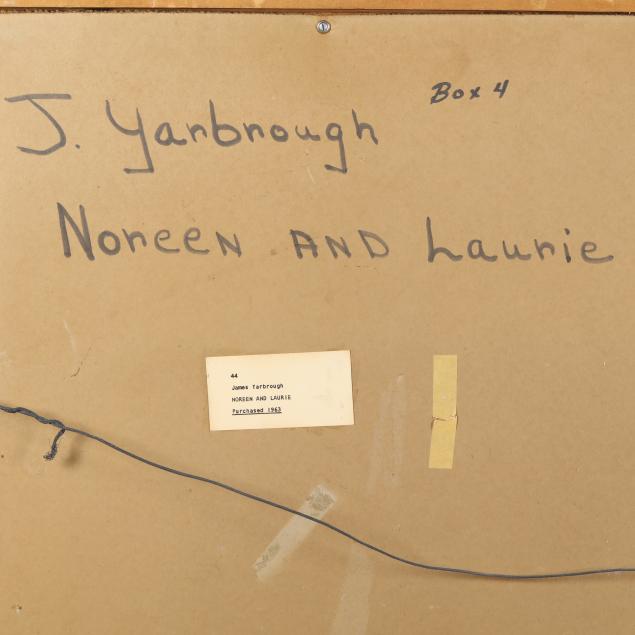 Box 4
J. Yarbrough
Noreen AND Laurie
44
James Yarbrough
NOREEN AND LAURIE
Purchased 1963